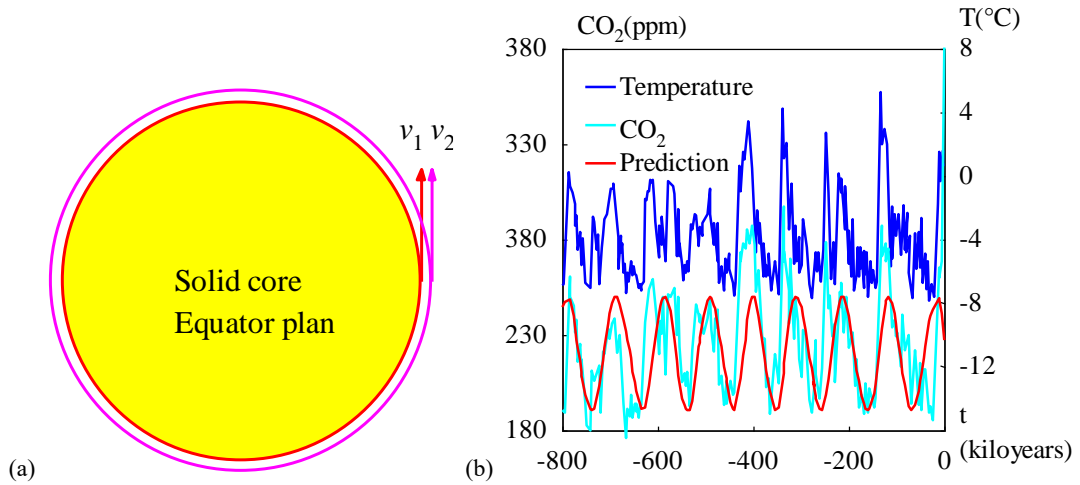 v1 v2
Solid core
Equator plan
(a)
CO2(ppm)
T(°C)
380
330
380
230
180
8
4
0
-4
-8
-12
t
(kiloyears)
Temperature
CO2
Prediction
-800
-600
-400
-200
0
(b)